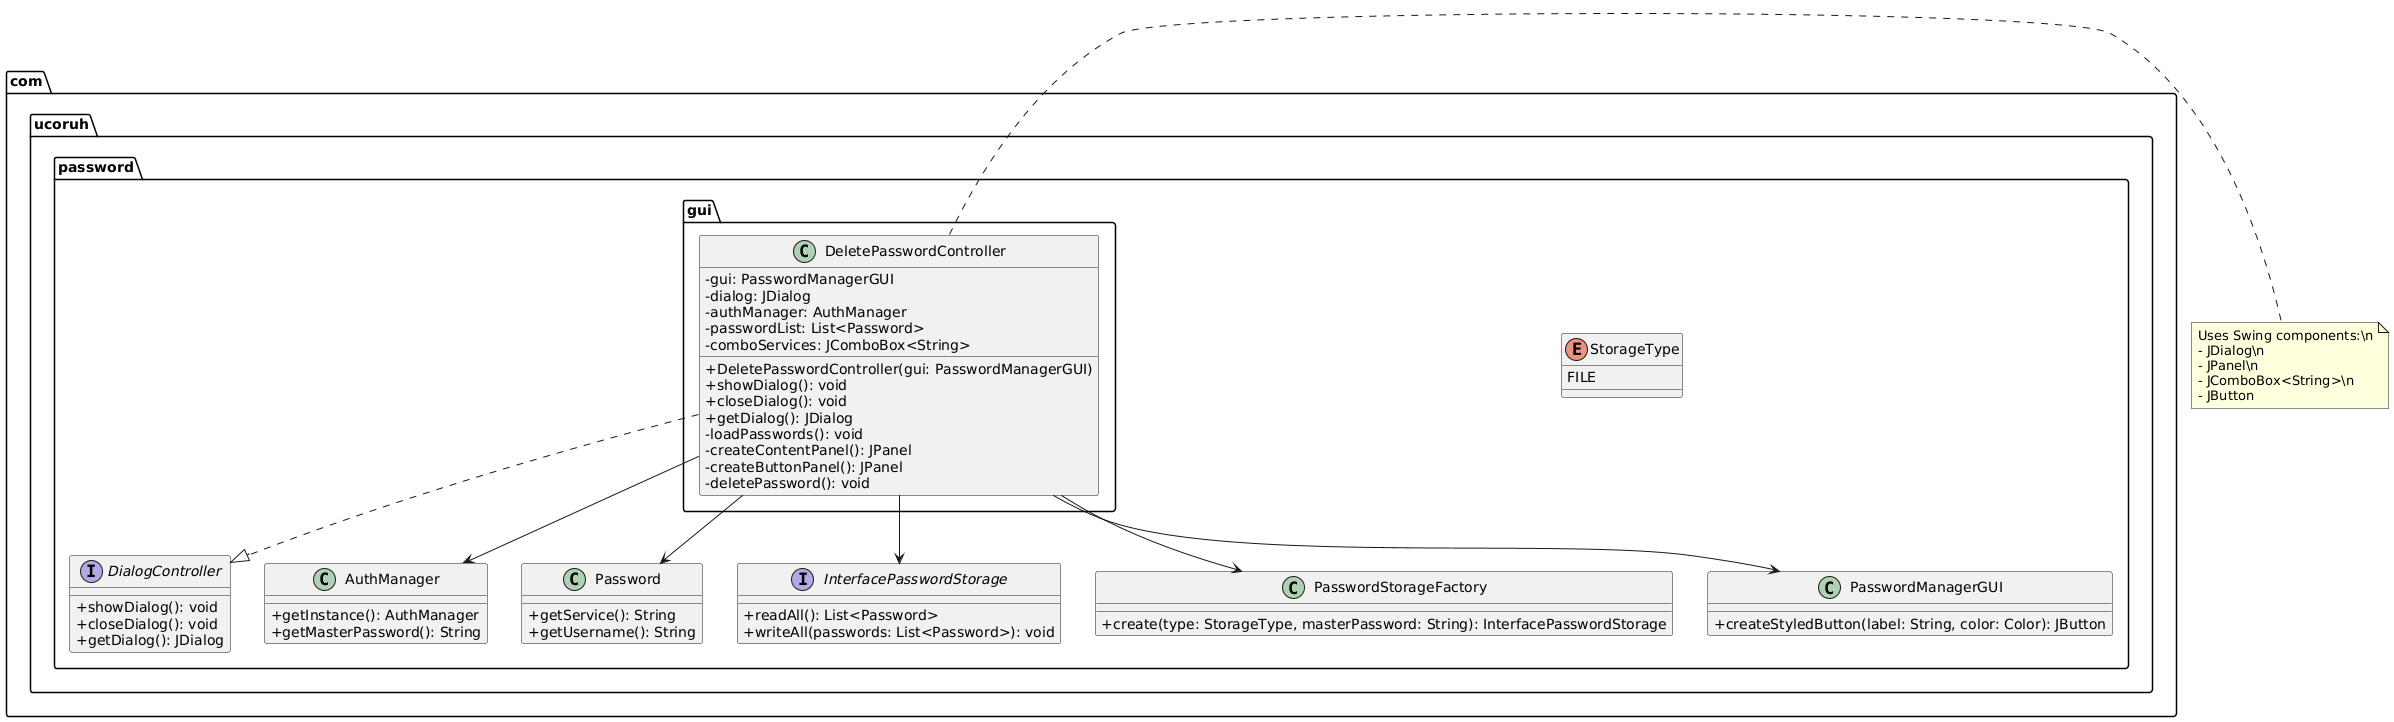 com
ucoruh
password
gui
C DeletePasswordController
-gui: PasswordManagerGUI
-dialog: JDialog
-authManager: AuthManager
-passwordList: List<Password>
-comboServices: JComboBox<String>
+DeletePasswordController(gui: PasswordManagerGUI)
+showDialog(): void
+closeDialog(): void
+getDialog(): JDialog
-loadPasswords(): void
-createContentPanel(): JPanel
-createButtonPanel(): JPanel
-deletePassword(): void
E StorageType
FILE
Uses Swing components:\n
- JDialog\n
- JPanel\n
- JComboBox<String>\n
- JButton
I DialogController
+showDialog(): void
+closeDialog(): void
+getDialog(): JDialog
C AuthManager
+getInstance(): AuthManager
+getMasterPassword(): String
C Password
+getService(): String
+getUsername(): String
I InterfacePasswordStorage
+readAll(): List<Password>
+writeAll(passwords: List<Password>): void
C PasswordStorageFactory
+create(type: StorageType, masterPassword: String): InterfacePasswordStorage
C PasswordManagerGUI
+createStyledButton(label: String, color: Color): JButton